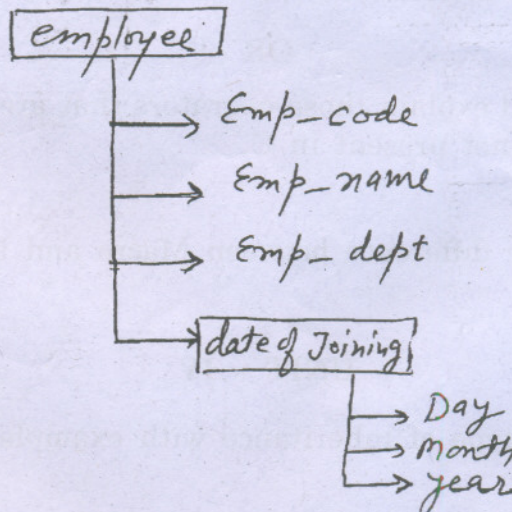 employee
Emp_code
Emp_name
Emp_dept
date of Joining
Day
Month
year